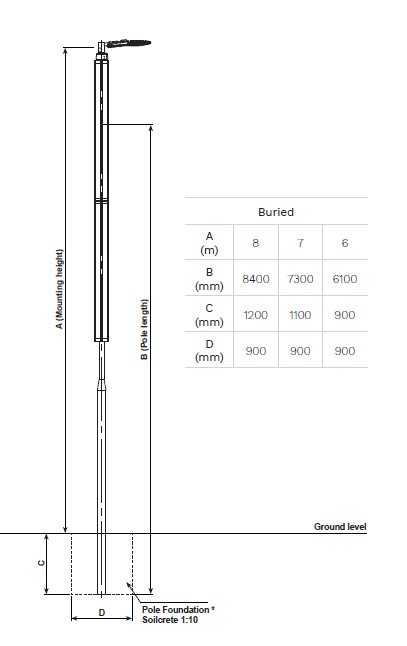 Buried
A (m) 8 7 6
B (mm) 8400 7300 6100
C (mm) 1200 1100 900
D (mm) 900 900 900
A (Mounting height)
B (Pole length)
Ground level
C
D
Pole Foundation *
Soilcrete 1:10